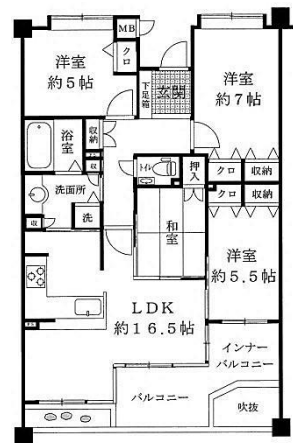 MB
洋室
約5帖
クロ
下足箱
玄関
洋室
約7帖
浴室
収納
収
トイレ
押入
クロ
収納
クロ
収納
洗面所
洗
収
和室
洋室
約5.5帖
LDK
約16.5帖
インナー
バルコニー
バルコニー
吹抜